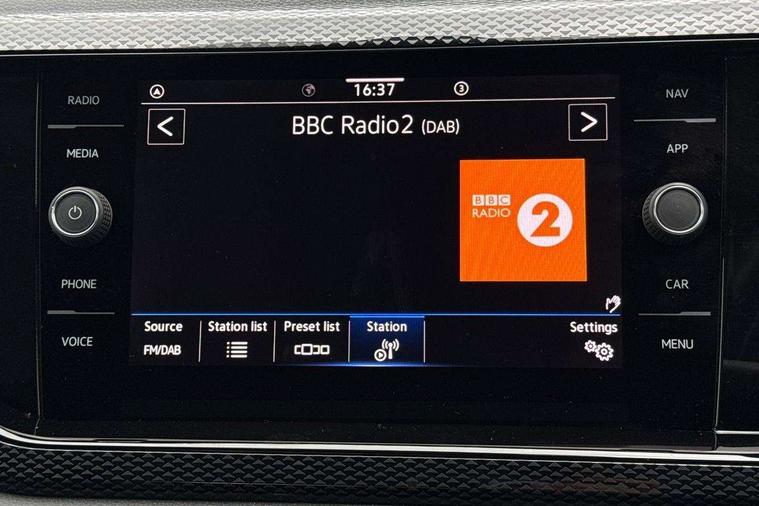 RADIO
MEDIA
PHONE
VOICE
16:37
3
BBC Radio2 (DAB)
BBC
RADIO
2
Source
FM/DAB
Station list
Preset list
Station
Settings
NAV
APP
CAR
MENU